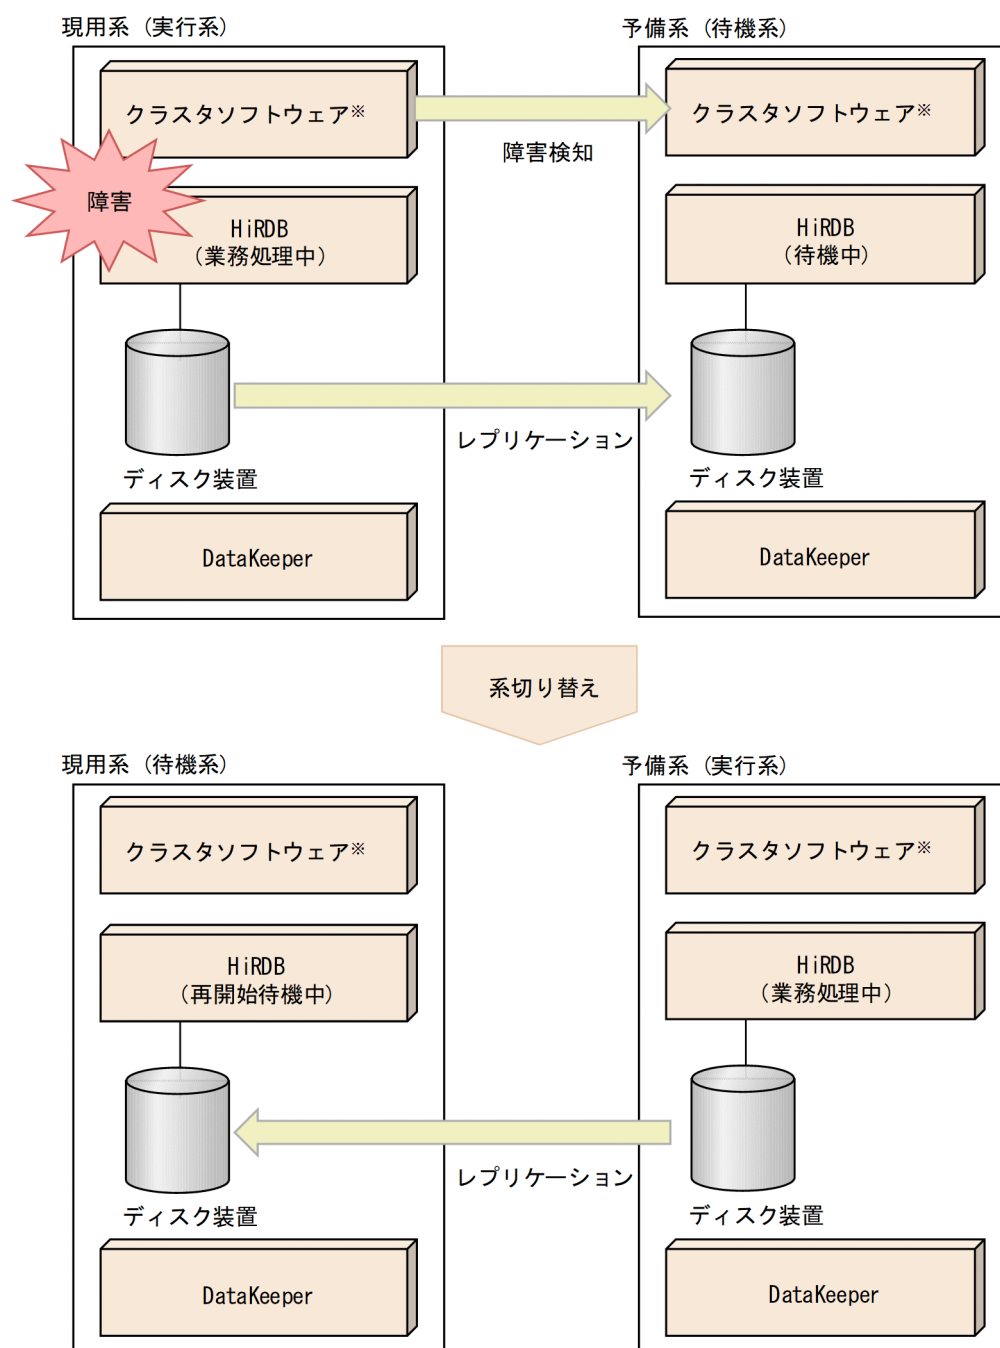 現用系（実行系）
予備系（待機系）
クラスタソフトウェア※
クラスタソフトウェア※
障害検知
障害
HiRDB
（業務処理中）
HiRDB
（待機中）
レプリケーション
ディスク装置
ディスク装置
DataKeeper
DataKeeper
系切り替え
現用系（待機系）
予備系（実行系）
クラスタソフトウェア※
クラスタソフトウェア※
HiRDB
（再開始待機中）
HiRDB
（業務処理中）
レプリケーション
ディスク装置
ディスク装置
DataKeeper
DataKeeper